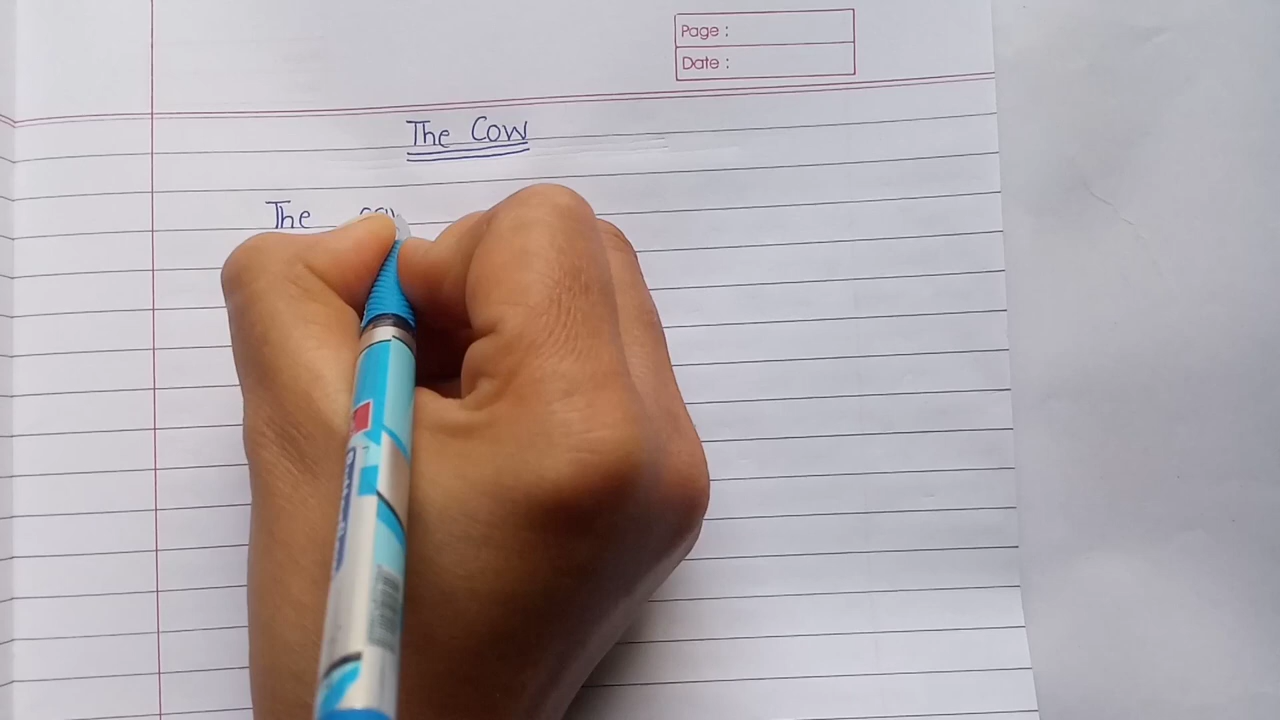 Page :
Date :
The Cow
The